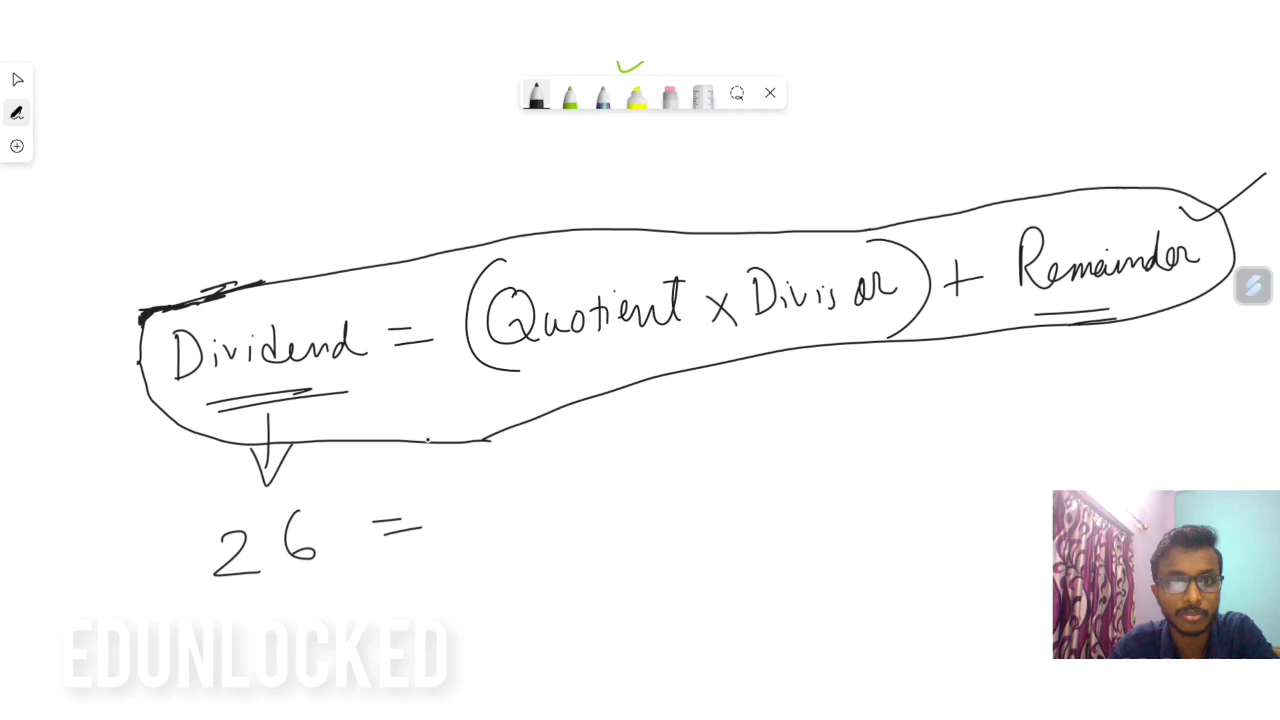 Dividend = (Quotient × Divisor) + Remainder
26 =
EDUNLOCKED